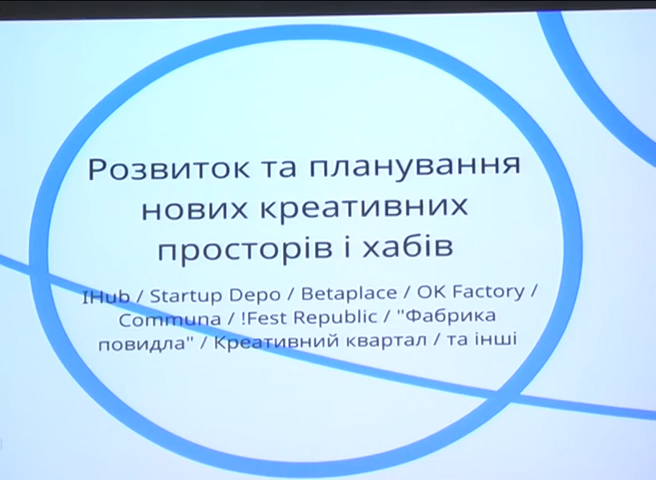 Розвиток та планування
нових креативних
просторів і хабів
IHub / Startup Depo / Betaplace / OK Factory /
Communa / !Fest Republic / "Фабрика
повидла" / Креативний квартал / та інші